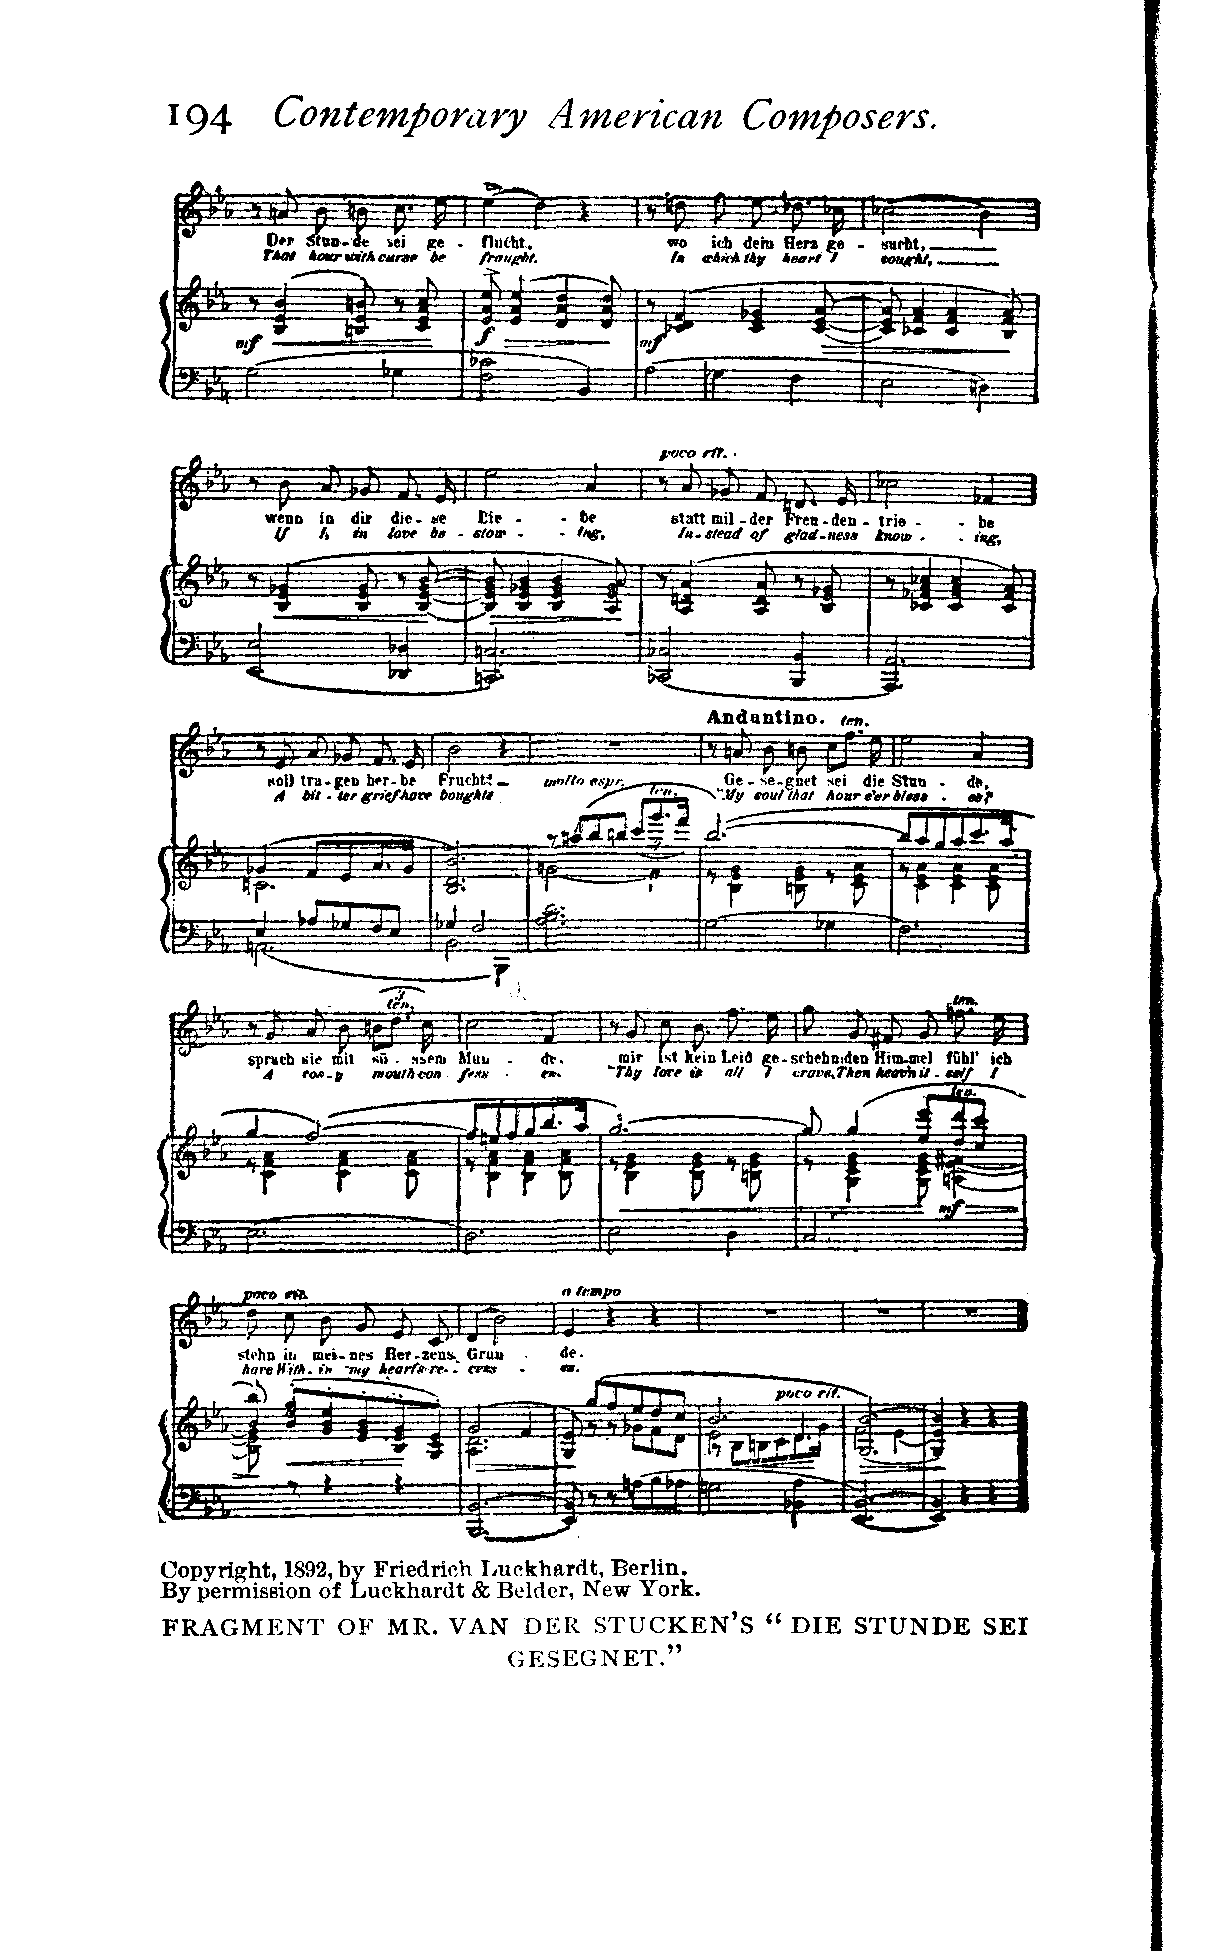 194 Contemporary American Composers.
Der Stun-de sei ge - flucht, wo ich dein Herz ge - sucht,
That hour with curse be fraught. In which thy heart I sought,
mf f mf
poco rit.
wenn in dir die-se Lie - - be statt mil-der Freu-den-trie - - be
If I, in love be-stow - - ing, In-stead of glad-ness know - - ing,
Andantino. ten.
soll tra-gen her-be Frucht! molto espr. Ge-se-gnet sei die Stun - de,
A bit-ter grief have bought! ten. "My soul that hour e'er bless - es!"
3
ten. ten.
sprach sie mit sü-ssem Mun - de. mir ist kein Leid ge-schehn; den Him-mel fühl' ich
A ros-y mouth con-fess - es. "Thy love is all I crave, Then heav'n it-self I
ten.
mf
poco rit. a tempo
stehn in mei-nes Her-zens Grun - de.
have With-in my heart's re-cess - es.
poco rit.
Copyright, 1892, by Friedrich Luckhardt, Berlin.
By permission of Luckhardt & Belder, New York.
FRAGMENT OF MR. VAN DER STUCKEN'S "DIE STUNDE SEI
GESEGNET."